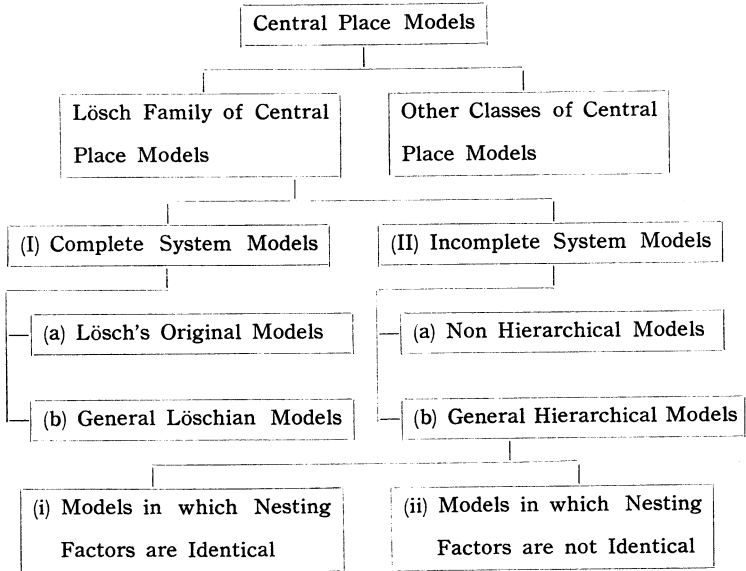 Central Place Models
Lösch Family of Central
Place Models
Other Classes of Central
Place Models
(I) Complete System Models
(II) Incomplete System Models
(a) Lösch's Original Models
(a) Non Hierarchical Models
(b) General Löschian Models
(b) General Hierarchical Models
(i) Models in which Nesting
Factors are Identical
(ii) Models in which Nesting
Factors are not Identical